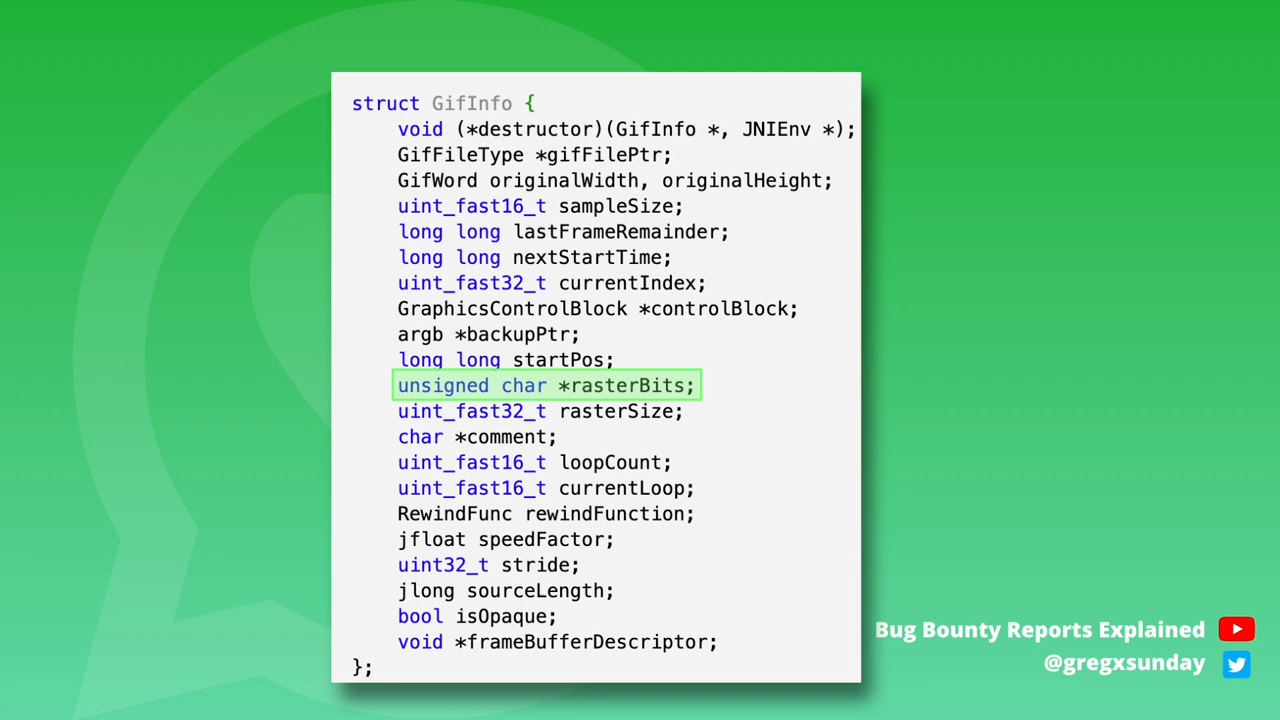 struct GifInfo {
void (*destructor)(GifInfo *, JNIEnv *);
GifFileType *gifFilePtr;
GifWord originalWidth, originalHeight;
uint_fast16_t sampleSize;
long long lastFrameRemainder;
long long nextStartTime;
uint_fast32_t currentIndex;
GraphicsControlBlock *controlBlock;
argb *backupPtr;
long long startPos;
unsigned char *rasterBits;
uint_fast32_t rasterSize;
char *comment;
uint_fast16_t loopCount;
uint_fast16_t currentLoop;
RewindFunc rewindFunction;
jfloat speedFactor;
uint32_t stride;
jlong sourceLength;
bool isOpaque;
void *frameBufferDescriptor;
};
Bug Bounty Reports Explained
@gregxsunday